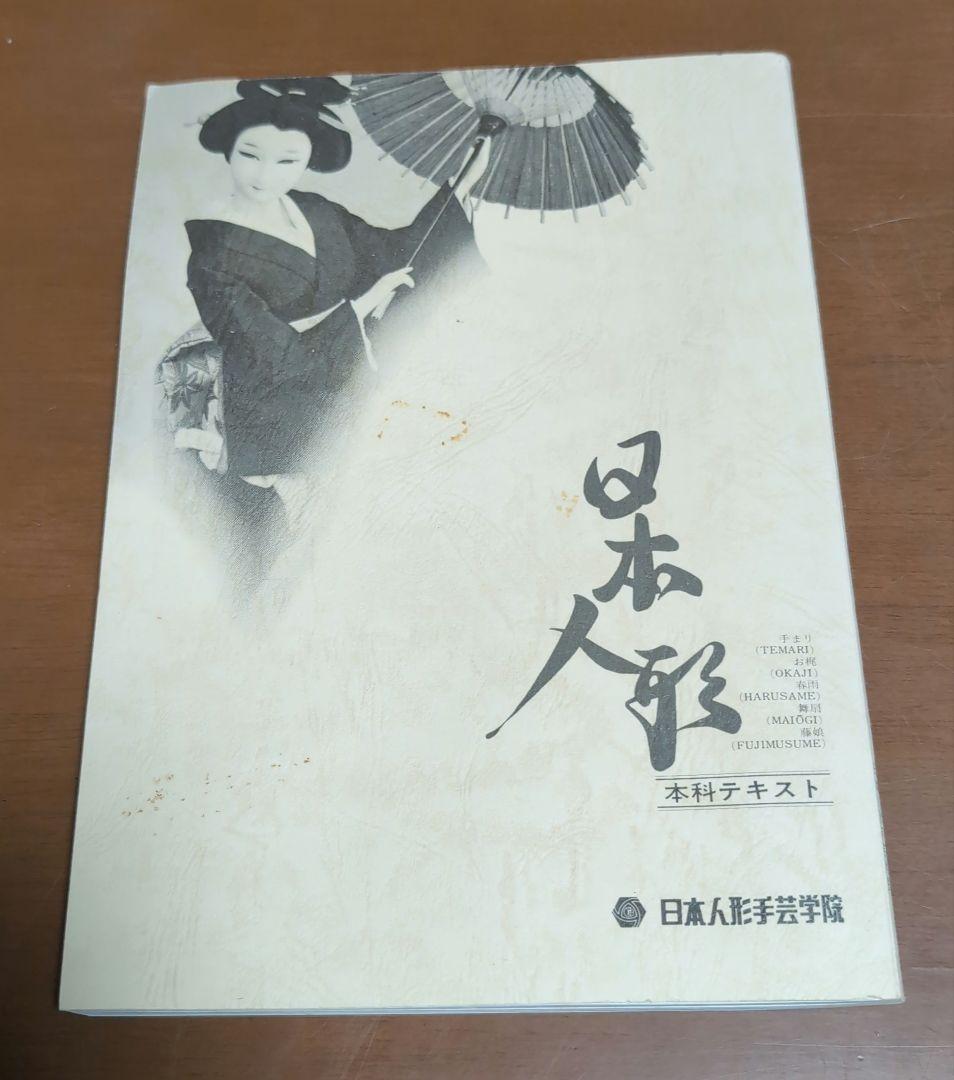 日本人形
手まり
(TEMARI)
お梶
(OKAJI)
春雨
(HARUSAME)
舞扇
(MAIŌGI)
藤娘
(FUJIMUSUME)
本科テキスト
日本人形手芸学院